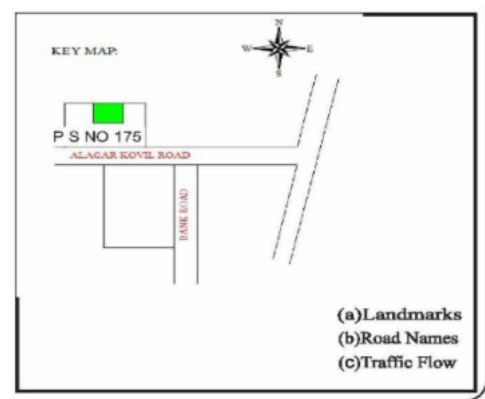 N
KEY MAP:
W E
S
P S NO 175
ALAGAR KOVIL ROAD
BANK ROAD
(a)Landmarks
(b)Road Names
(c)Traffic Flow